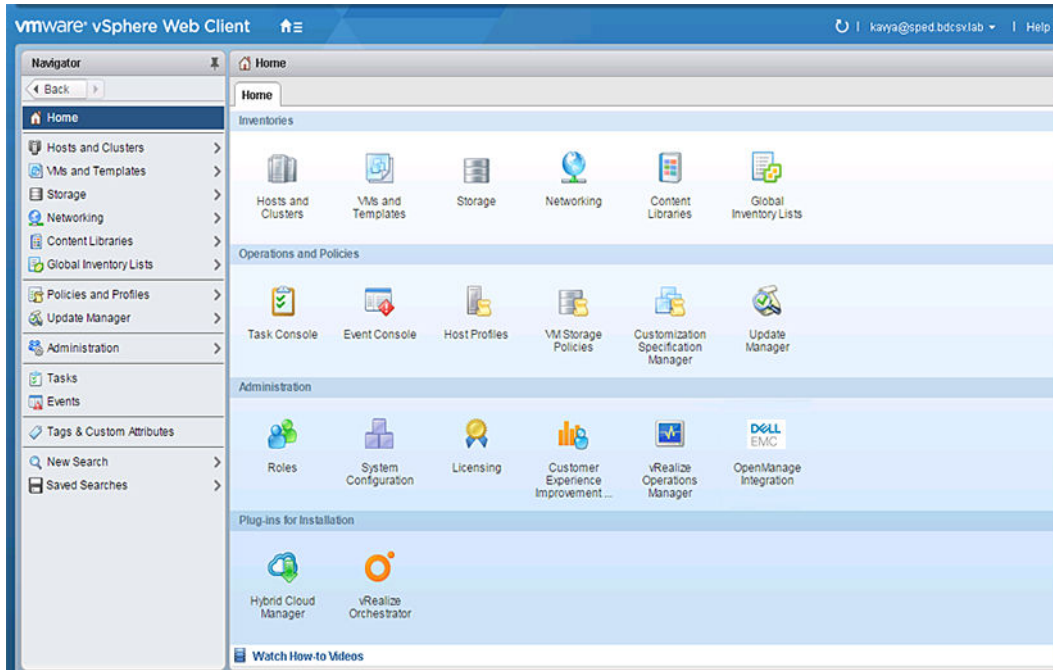 vmware® vSphere Web Client
kavya@sped.bdcsv.lab | Help
Navigator
Back
Home
Hosts and Clusters
VMs and Templates
Storage
Networking
Content Libraries
Global Inventory Lists
Policies and Profiles
Update Manager
Administration
Tasks
Events
Tags & Custom Attributes
New Search
Saved Searches
Home
Home
Inventories
Hosts and
Clusters
VMs and
Templates
Storage
Networking
Content
Libraries
Global
Inventory Lists
Operations and Policies
Task Console
Event Console
Host Profiles
VM Storage
Policies
Customization
Specification
Manager
Update
Manager
Administration
Roles
System
Configuration
Licensing
Customer
Experience
Improvement ...
vRealize
Operations
Manager
DELL
EMC
OpenManage
Integration
Plug-ins for Installation
Hybrid Cloud
Manager
vRealize
Orchestrator
Watch How-to Videos